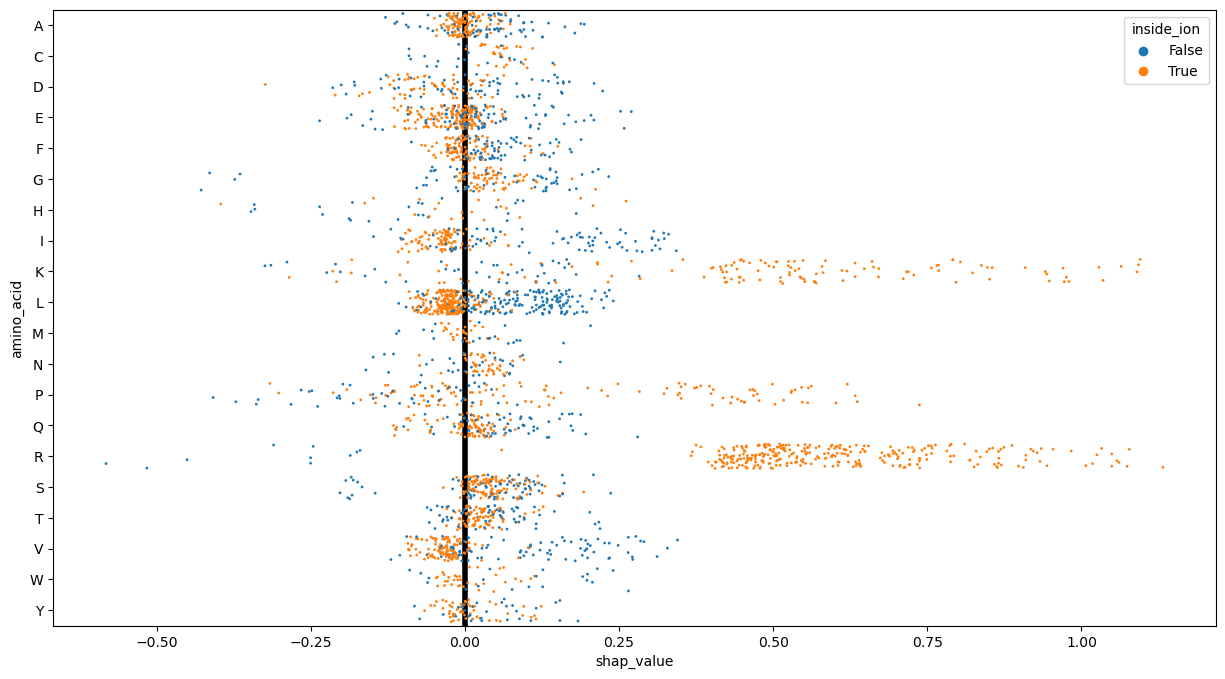 inside_ion
False
True
amino_acid
A
C
D
E
F
G
H
I
K
L
M
N
P
Q
R
S
T
V
W
Y
−0.50
−0.25
0.00
0.25
0.50
0.75
1.00
shap_value